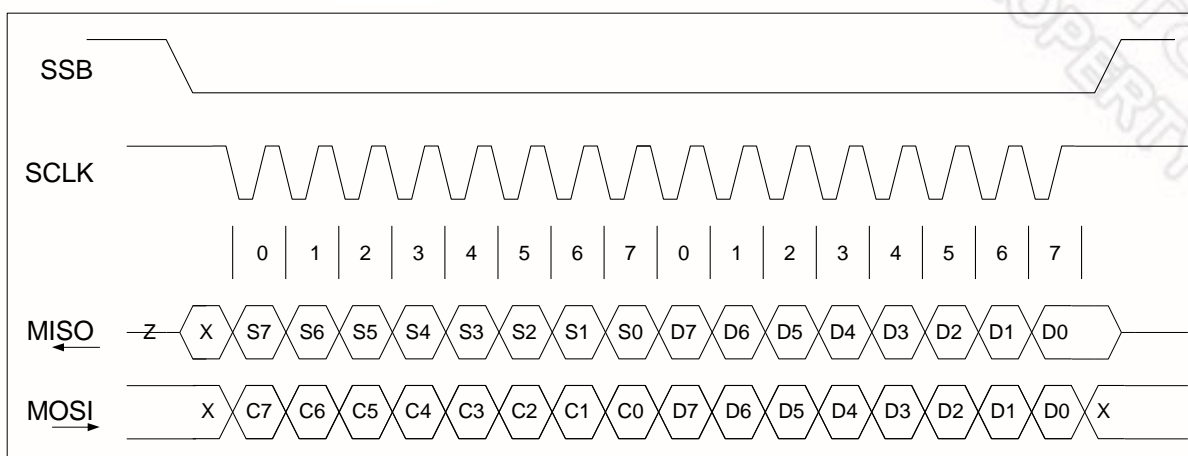 SSB
SCLK
0 1 2 3 4 5 6 7 0 1 2 3 4 5 6 7
MISO Z X S7 S6 S5 S4 S3 S2 S1 S0 D7 D6 D5 D4 D3 D2 D1 D0
MOSI X C7 C6 C5 C4 C3 C2 C1 C0 D7 D6 D5 D4 D3 D2 D1 D0 X